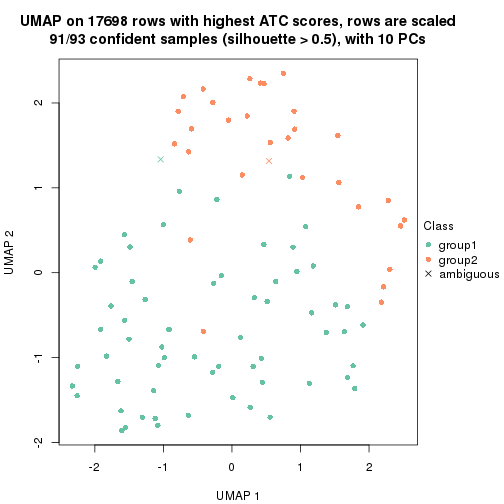 UMAP on 17698 rows with highest ATC scores, rows are scaled
91/93 confident samples (silhouette > 0.5), with 10 PCs
2
1
0
-1
-2
UMAP 2
-2
-1
0
1
2
UMAP 1
Class
group1
group2
ambiguous